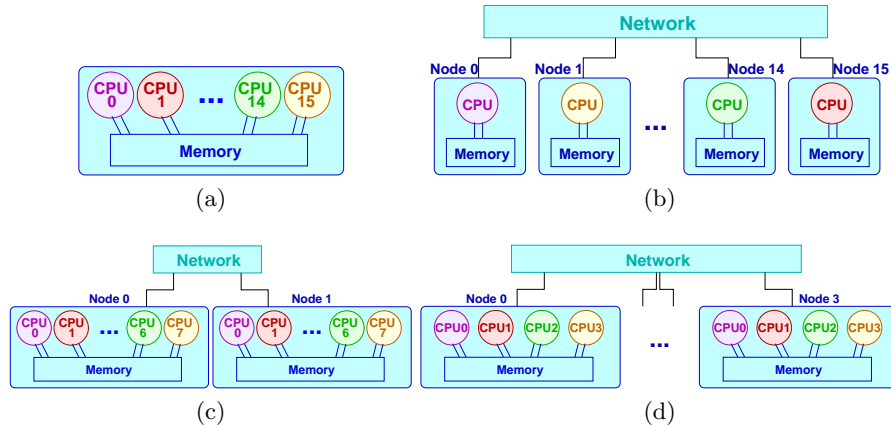 CPU 0
CPU 1
...
CPU 14
CPU 15
Memory
(a)
Network
Node 0
Node 1
Node 14
Node 15
CPU
CPU
...
CPU
CPU
Memory
Memory
Memory
Memory
(b)
Network
Node 0
Node 1
CPU 0
CPU 1
...
CPU 6
CPU 7
CPU 0
CPU 1
...
CPU 6
CPU 7
Memory
Memory
(c)
Network
Node 0
Node 3
CPU0
CPU1
CPU2
CPU3
...
CPU0
CPU1
CPU2
CPU3
Memory
Memory
(d)